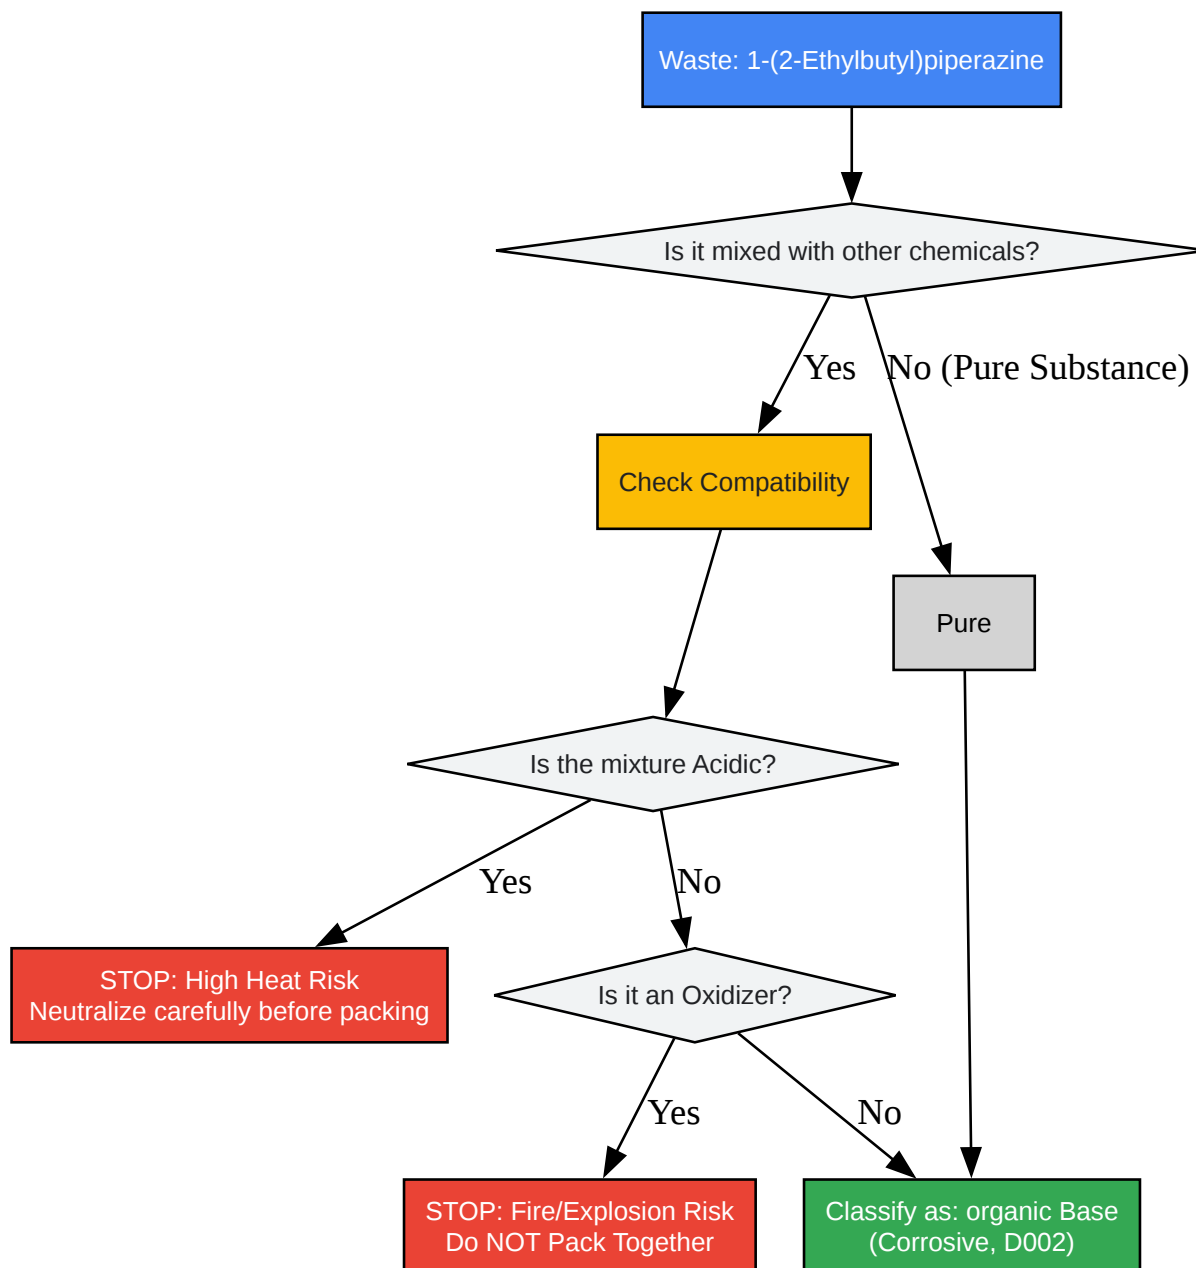 Waste: 1-(2-Ethylbutyl)piperazine
Is it mixed with other chemicals?
Yes
No (Pure Substance)
Check Compatibility
Pure
Is the mixture Acidic?
Yes
No
STOP: High Heat Risk
Neutralize carefully before packing
Is it an Oxidizer?
Yes
No
STOP: Fire/Explosion Risk
Do NOT Pack Together
Classify as: organic Base
(Corrosive, D002)